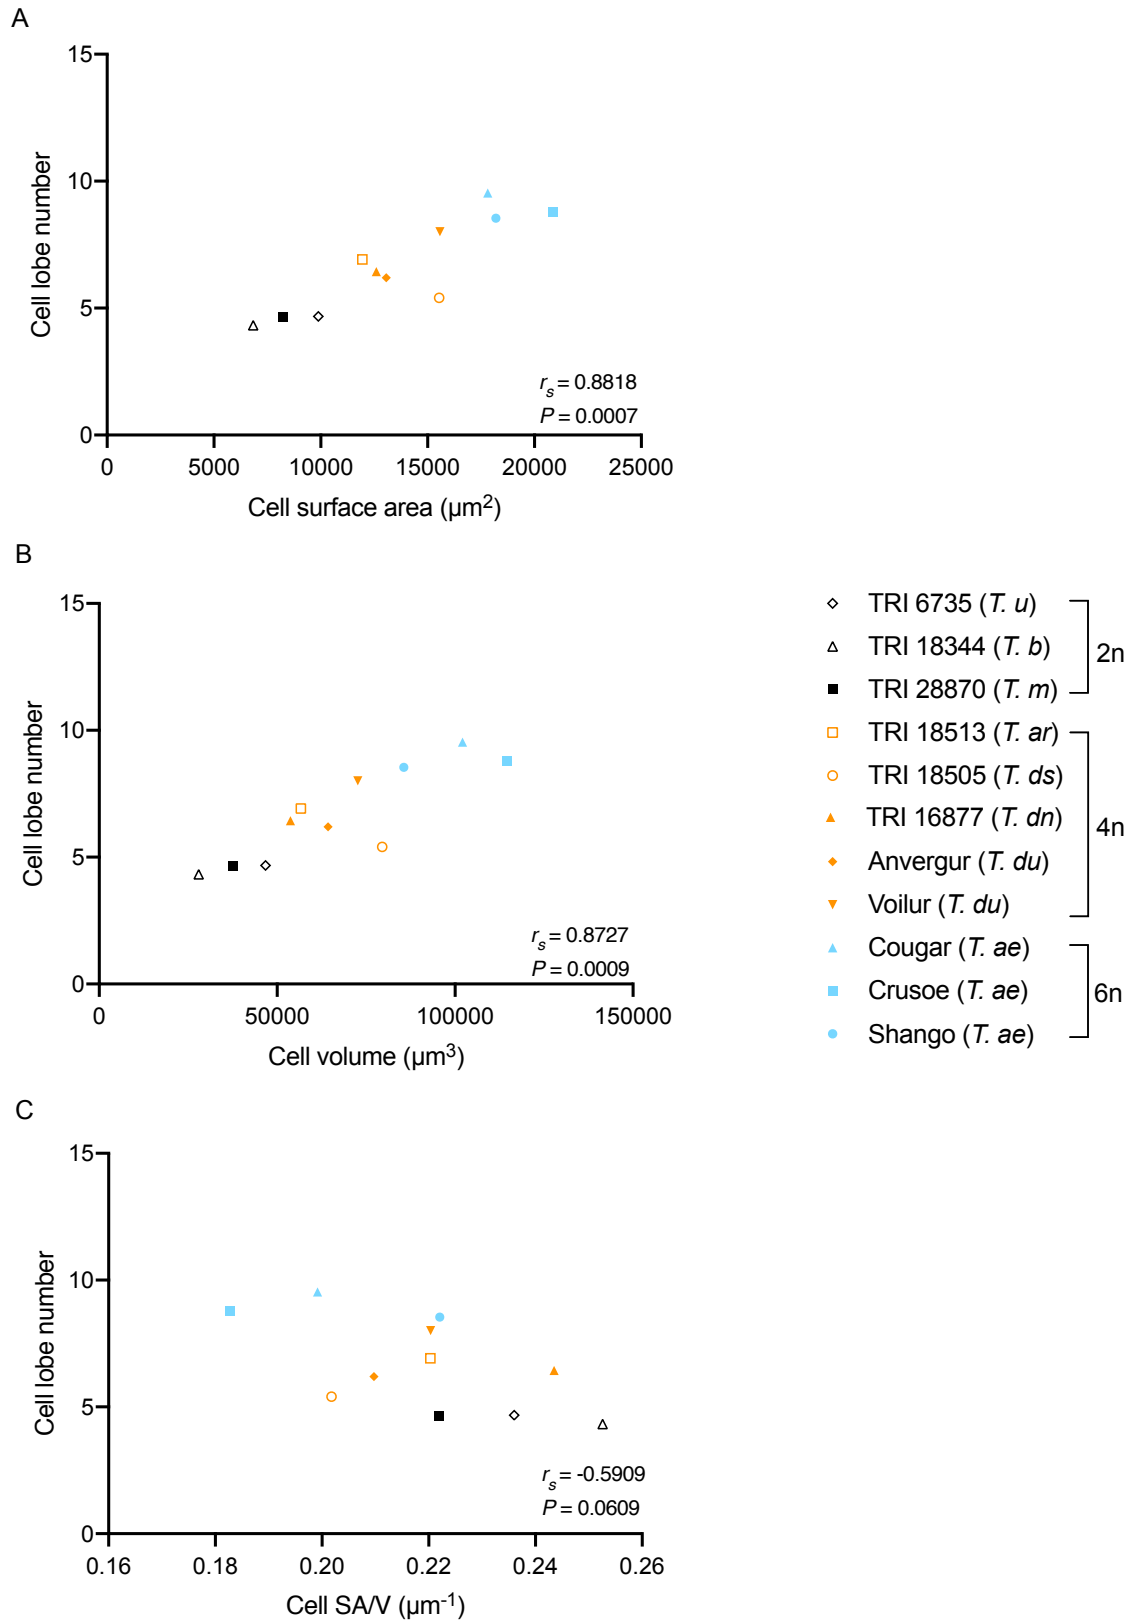 A
15
10
5
0
Cell lobe number
r_s = 0.8818
P = 0.0007
0 5000 10000 15000 20000 25000
Cell surface area (µm²)
B
15
10
5
0
Cell lobe number
r_s = 0.8727
P = 0.0009
0 50000 100000 150000
Cell volume (µm³)
TRI 6735 (T. u)
TRI 18344 (T. b)
TRI 28870 (T. m)
2n
TRI 18513 (T. ar)
TRI 18505 (T. ds)
TRI 16877 (T. dn)
Anvergur (T. du)
Voilur (T. du)
4n
Cougar (T. ae)
Crusoe (T. ae)
Shango (T. ae)
6n
C
15
10
5
0
Cell lobe number
r_s = -0.5909
P = 0.0609
0.16 0.18 0.20 0.22 0.24 0.26
Cell SA/V (µm⁻¹)